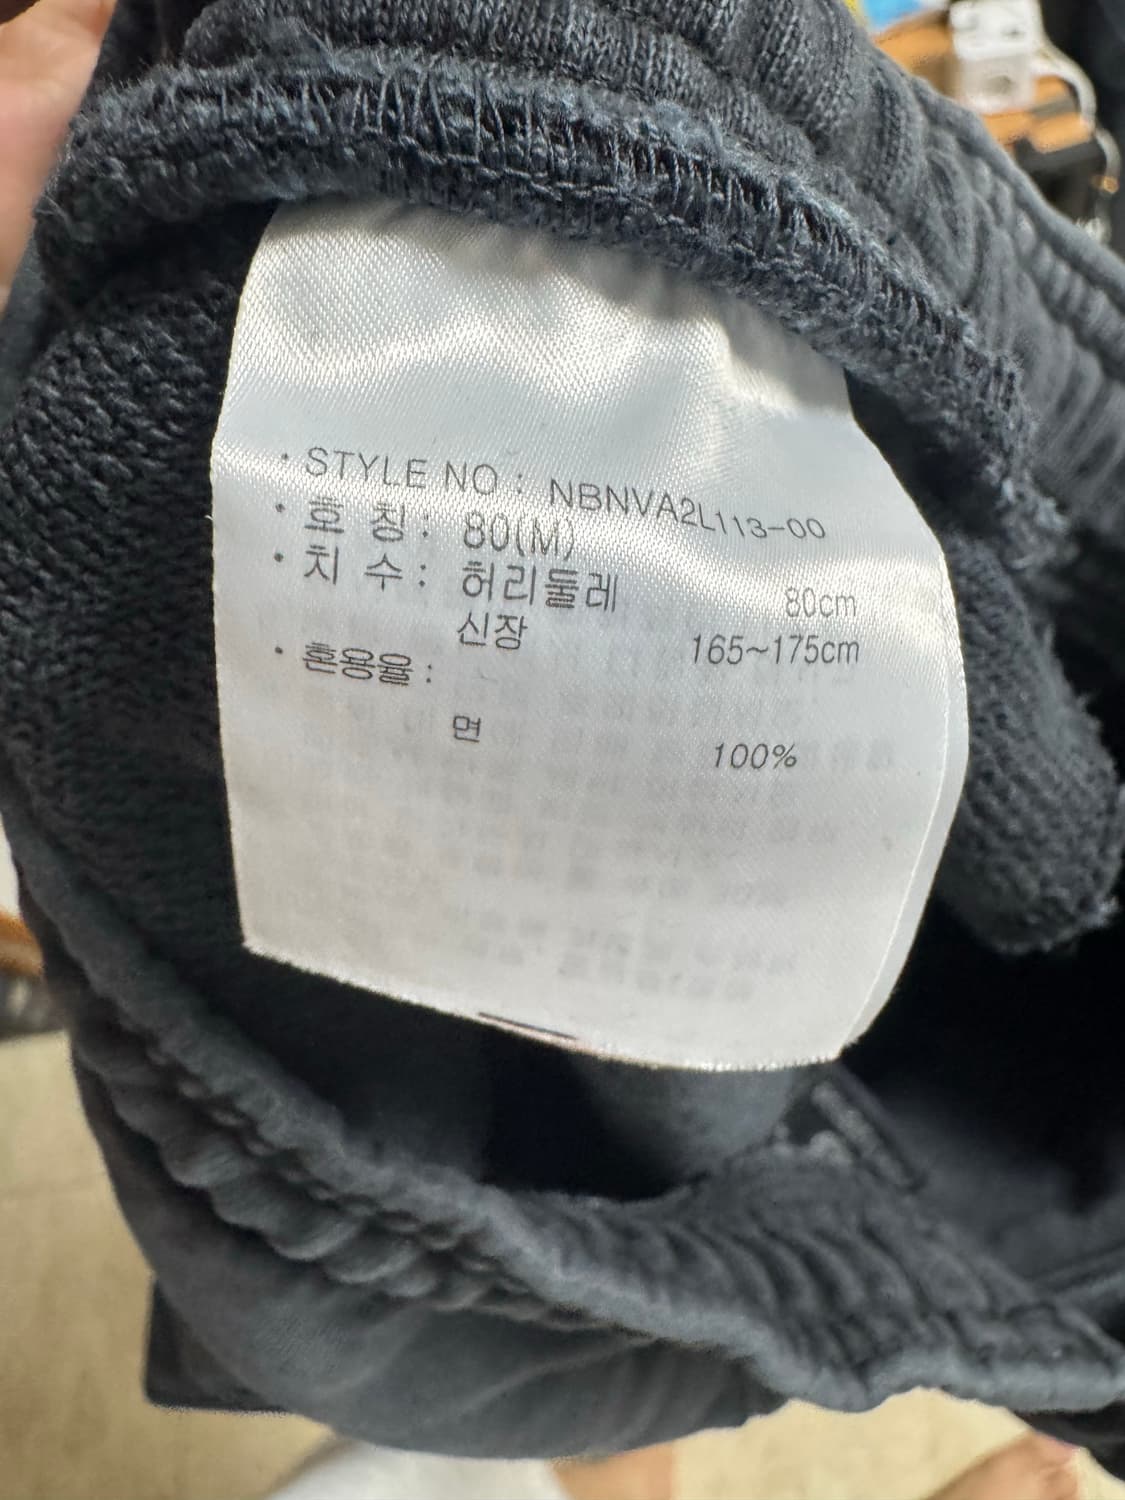 · STYLE NO : NBNVA2L113-00
· 호 칭 : 80(M)
· 치 수 : 허리둘레 80cm
신장 165~175cm
· 혼용율 :
면 100%